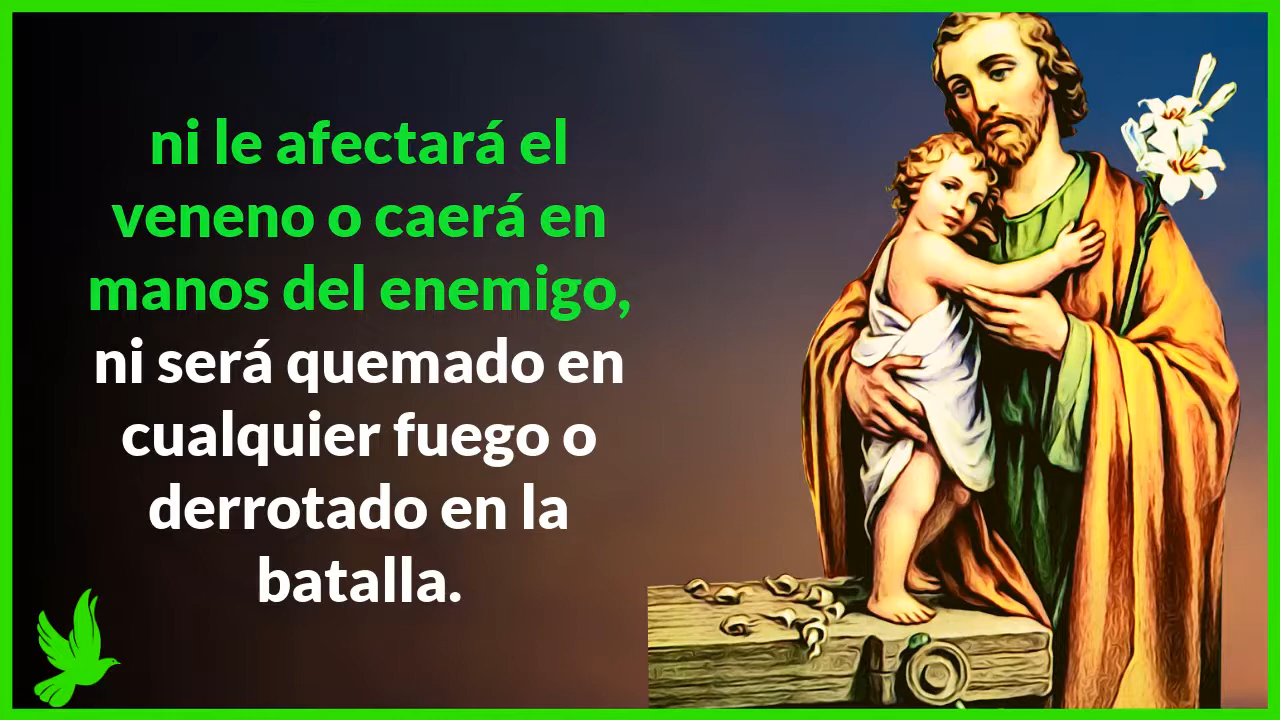 ni le afectará el
veneno o caerá en
manos del enemigo,
ni será quemado en
cualquier fuego o
derrotado en la
batalla.